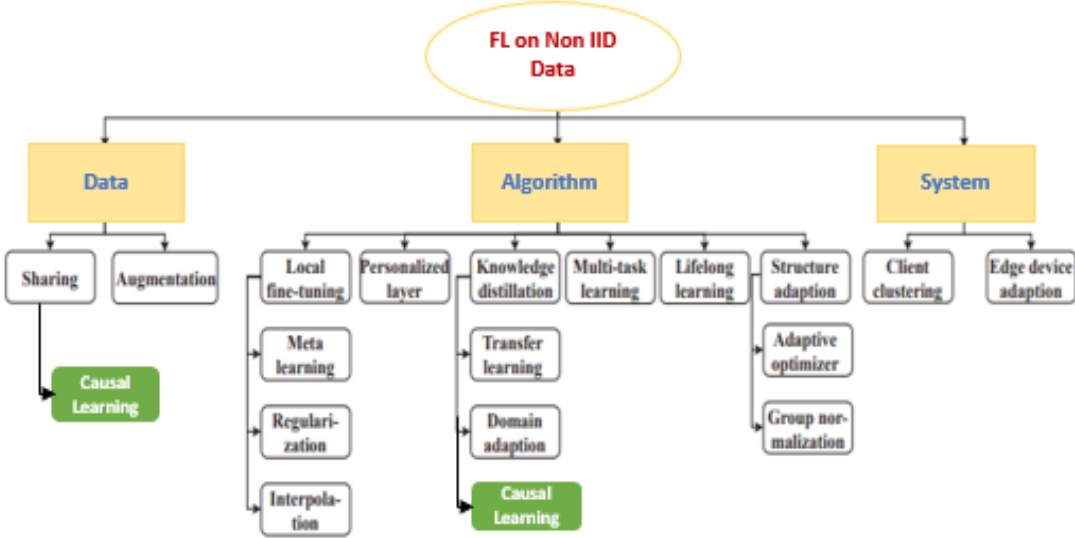 FL on Non IID
Data
Data
Algorithm
System
Sharing
Augmentation
Local
fine-tuning
Personalized
layer
Knowledge
distillation
Multi-task
learning
Lifelong
learning
Structure
adaption
Client
clustering
Edge device
adaption
Meta
learning
Transfer
learning
Adaptive
optimizer
Causal
Learning
Regulari-
zation
Domain
adaption
Group nor-
malization
Interpola-
tion
Causal
Learning